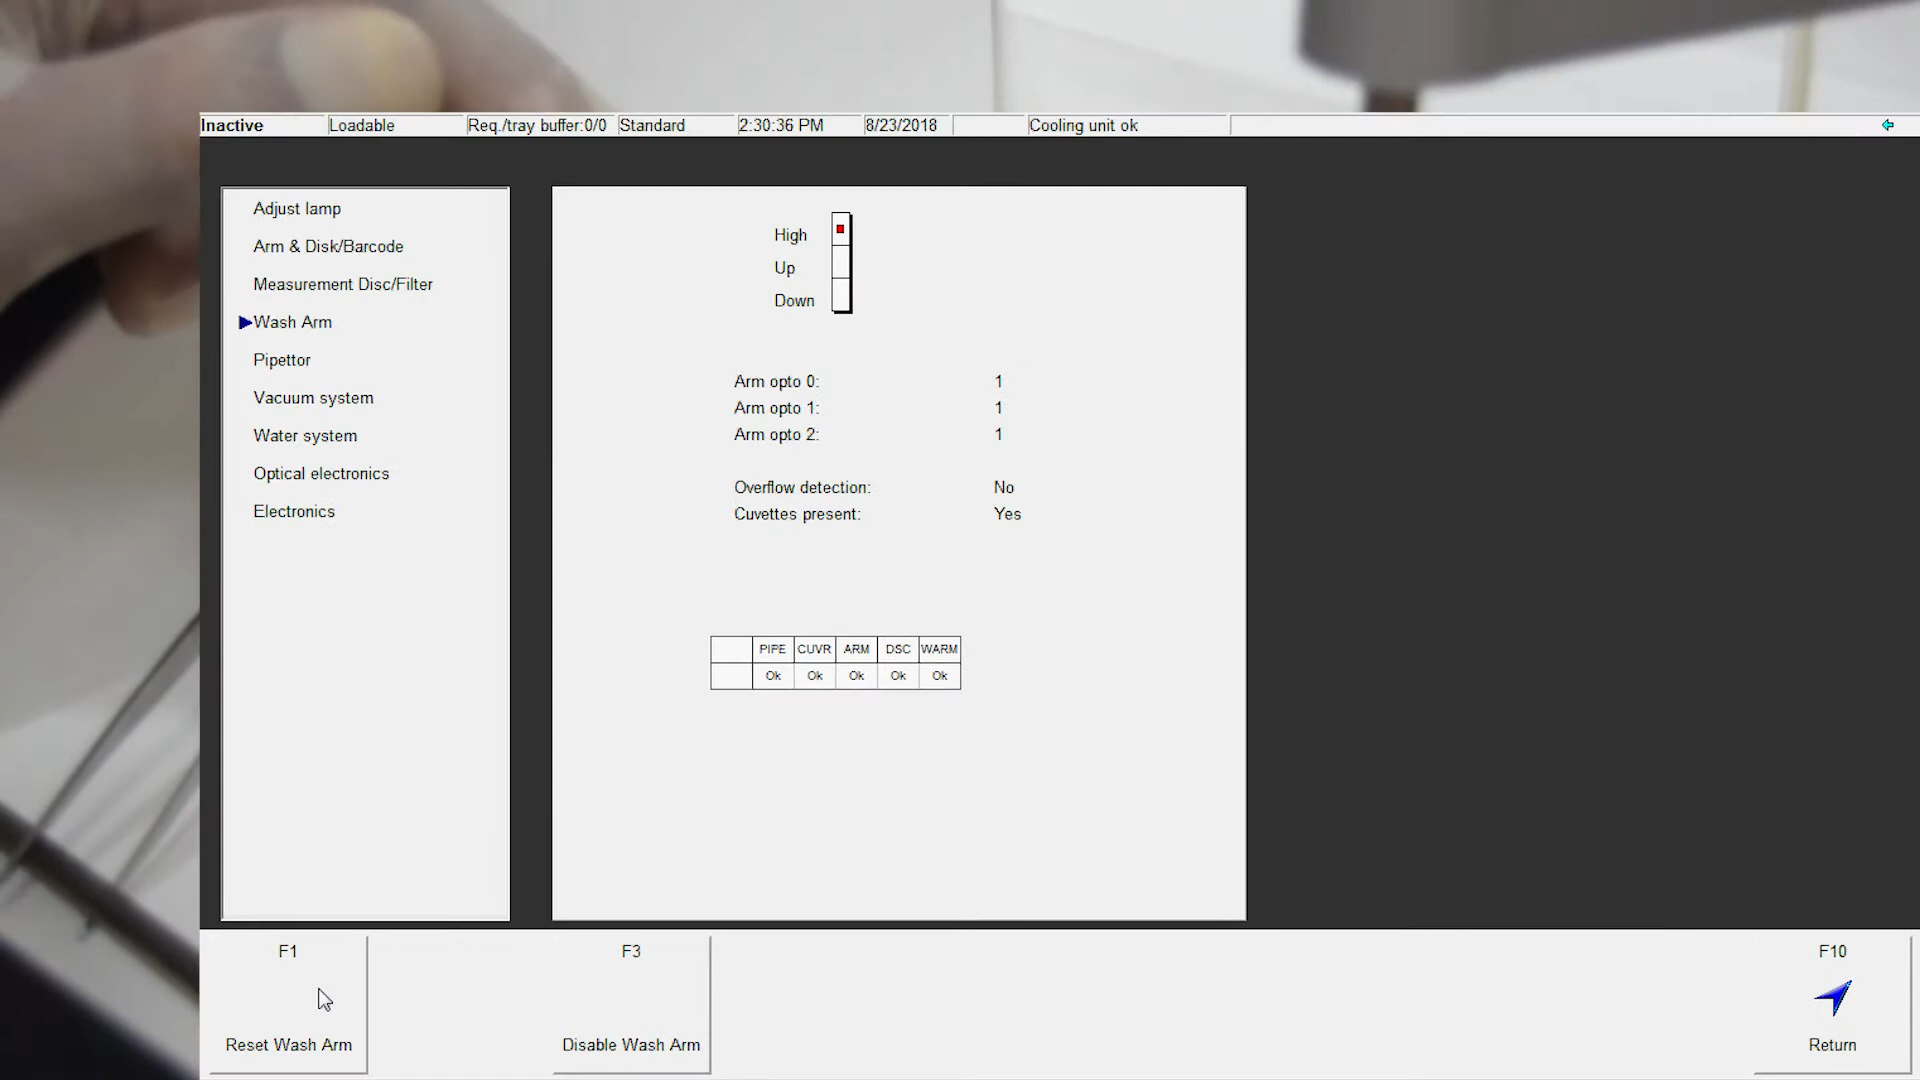 Inactive Loadable Req./tray buffer:0/0 Standard 2:30:36 PM 8/23/2018 Cooling unit ok
Adjust lamp
Arm & Disk/Barcode
Measurement Disc/Filter
Wash Arm
Pipettor
Vacuum system
Water system
Optical electronics
Electronics
High
Up
Down
Arm opto 0: 1
Arm opto 1: 1
Arm opto 2: 1
Overflow detection: No
Cuvettes present: Yes
PIPE CUVR ARM DSC WARM
Ok Ok Ok Ok Ok
F1 F3 F10
Reset Wash Arm Disable Wash Arm Return